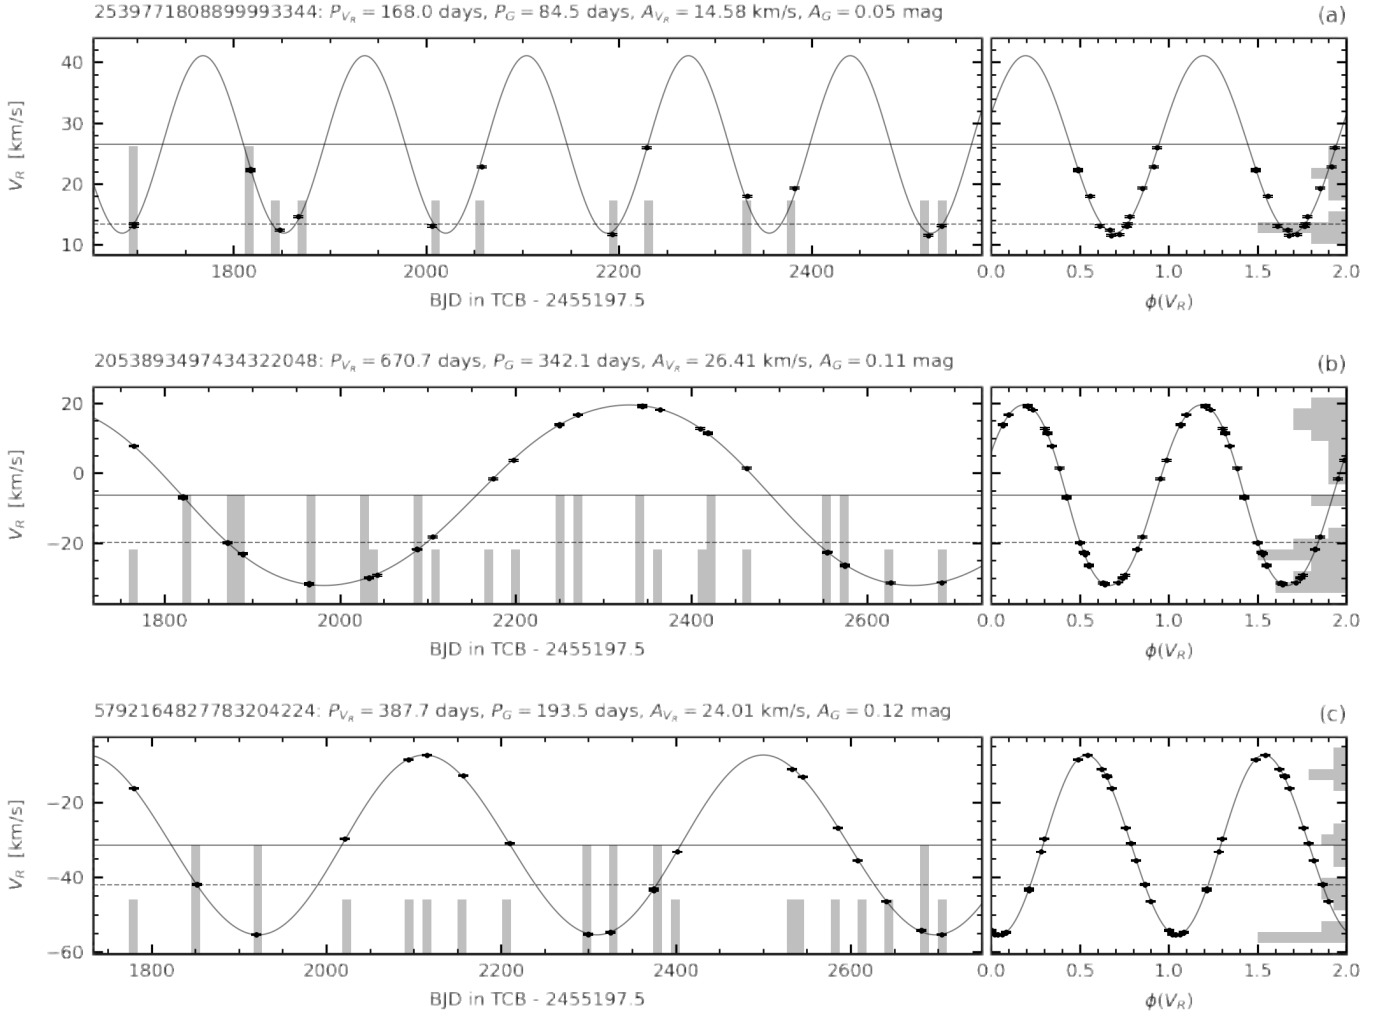 2539771808899993344: P_{V_R} = 168.0 days, P_G = 84.5 days, A_{V_R} = 14.58 km/s, A_G = 0.05 mag (a)
40
30
20
10
V_R [km/s]
1800 2000 2200 2400 0.0 0.5 1.0 1.5 2.0
BJD in TCB - 2455197.5 ϕ(V_R)
2053893497434322048: P_{V_R} = 670.7 days, P_G = 342.1 days, A_{V_R} = 26.41 km/s, A_G = 0.11 mag (b)
20
0
−20
V_R [km/s]
1800 2000 2200 2400 2600 0.0 0.5 1.0 1.5 2.0
BJD in TCB - 2455197.5 ϕ(V_R)
5792164827783204224: P_{V_R} = 387.7 days, P_G = 193.5 days, A_{V_R} = 24.01 km/s, A_G = 0.12 mag (c)
−20
−40
−60
V_R [km/s]
1800 2000 2200 2400 2600 0.0 0.5 1.0 1.5 2.0
BJD in TCB - 2455197.5 ϕ(V_R)